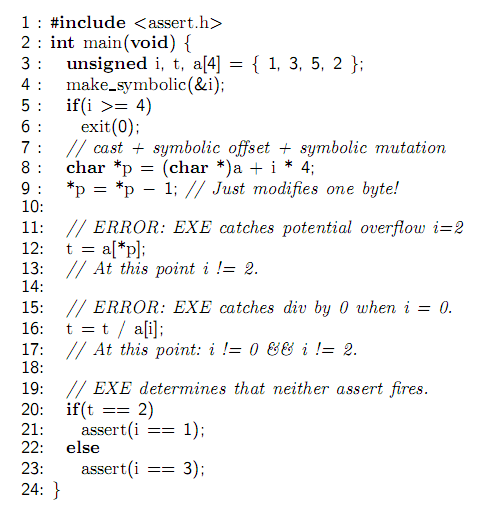 1 : #include <assert.h>
2 : int main(void) {
3 : unsigned i, t, a[4] = { 1, 3, 5, 2 };
4 : make_symbolic(&i);
5 : if(i >= 4)
6 : exit(0);
7 : // cast + symbolic offset + symbolic mutation
8 : char *p = (char *)a + i * 4;
9 : *p = *p − 1; // Just modifies one byte!
10:
11: // ERROR: EXE catches potential overflow i=2
12: t = a[*p];
13: // At this point i != 2.
14:
15: // ERROR: EXE catches div by 0 when i = 0.
16: t = t / a[i];
17: // At this point: i != 0 && i != 2.
18:
19: // EXE determines that neither assert fires.
20: if(t == 2)
21: assert(i == 1);
22: else
23: assert(i == 3);
24: }